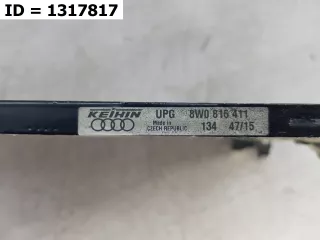 ID = 1317817
KEIHIN UPG 8W0 816 411
Made in
CZECH REPUBLIC 134 47/15